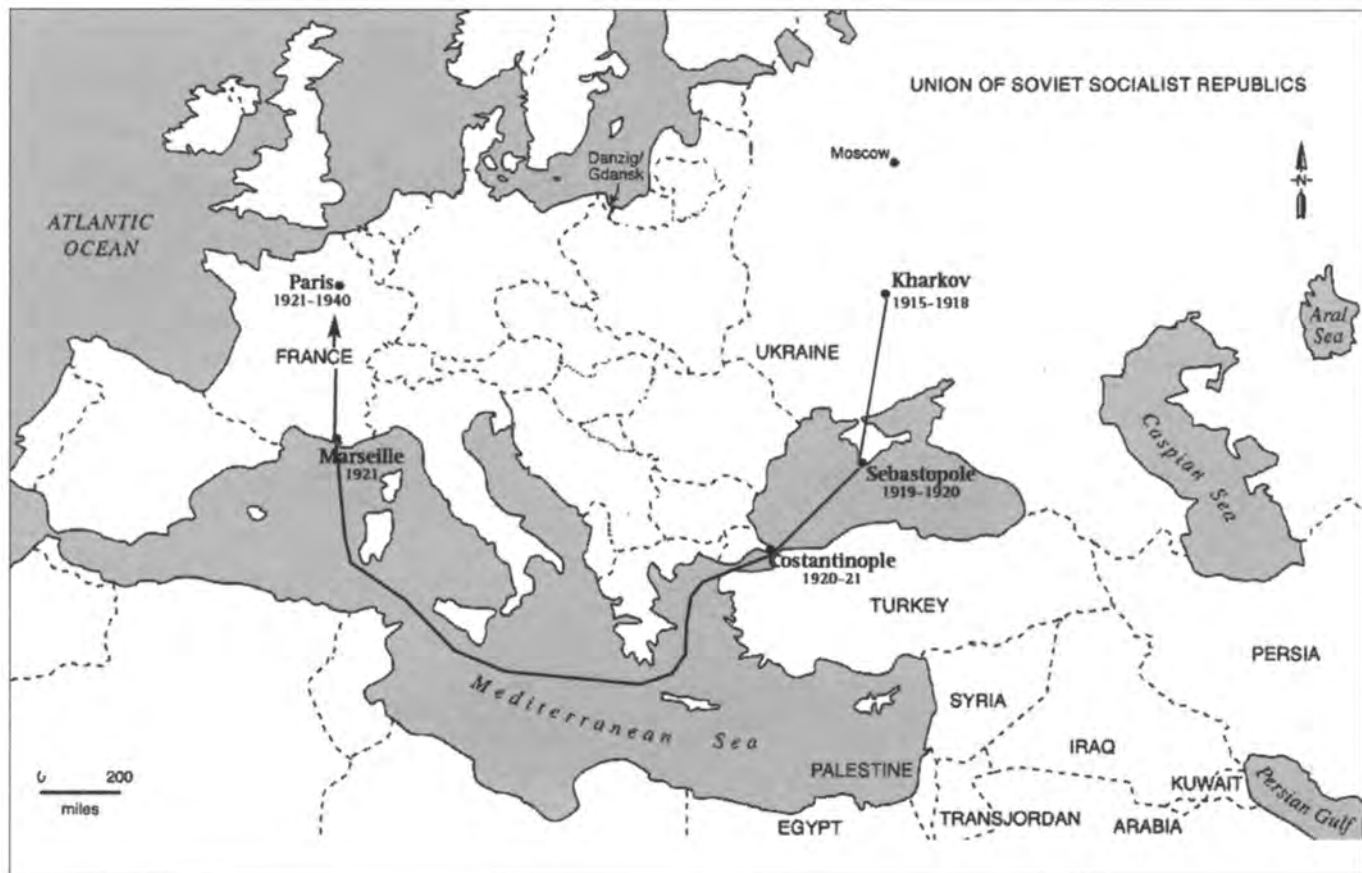 UNION OF SOVIET SOCIALIST REPUBLICS
Moscow
N
Danzig/
Gdansk
ATLANTIC
OCEAN
Paris
1921-1940
Kharkov
1915-1918
Aral
Sea
FRANCE
UKRAINE
Caspian Sea
Marseille
1921
Sebastopole
1919-1920
Costantinople
1920-21
TURKEY
PERSIA
SYRIA
Mediterranean Sea
IRAQ
PALESTINE
KUWAIT
Persian Gulf
0 200
miles
TRANSJORDAN
ARABIA
EGYPT